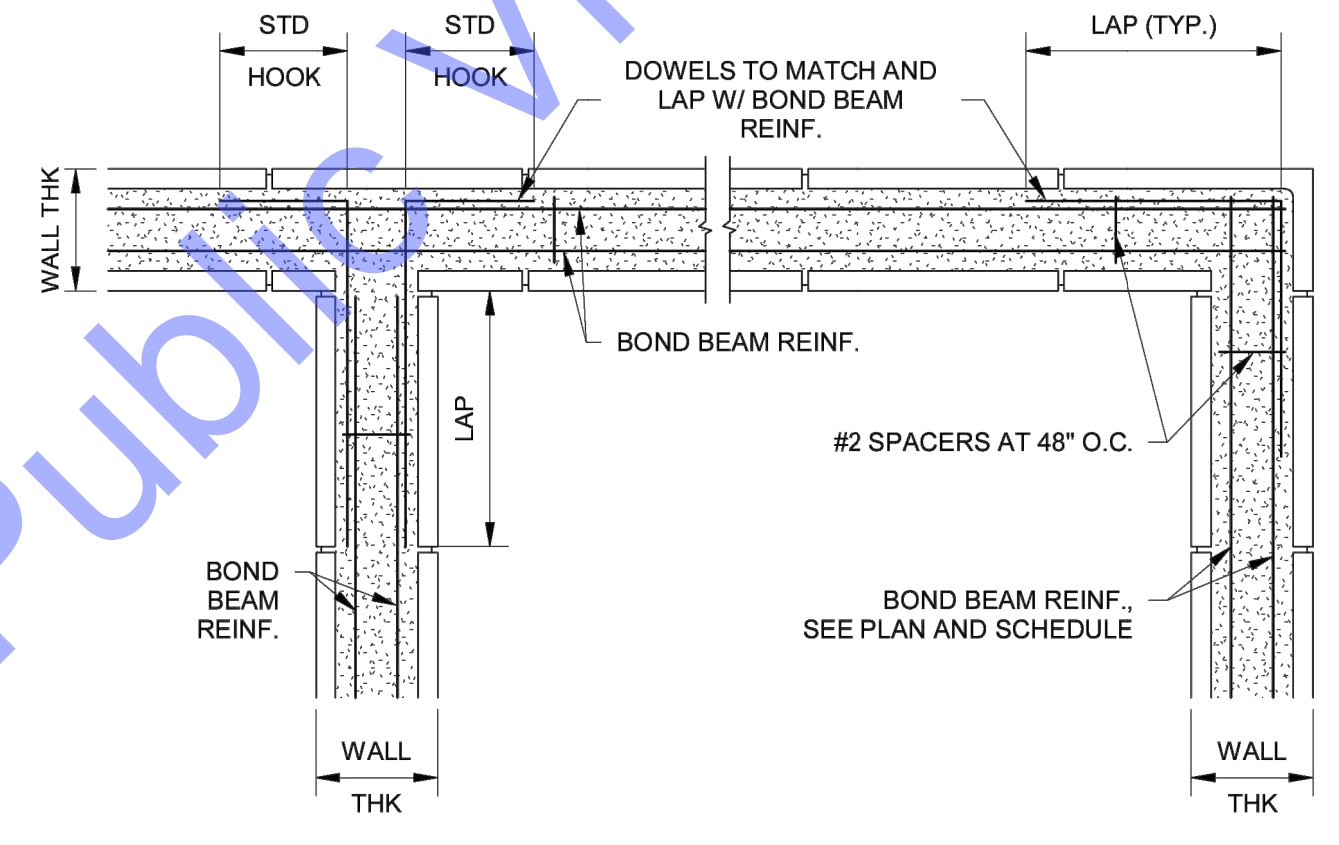 STD
HOOK
STD
HOOK
LAP (TYP.)
DOWELS TO MATCH AND
LAP W/ BOND BEAM
REINF.
WALL THK
BOND BEAM REINF.
LAP
#2 SPACERS AT 48" O.C.
BOND
BEAM
REINF.
BOND BEAM REINF.,
SEE PLAN AND SCHEDULE
WALL
THK
WALL
THK
Public